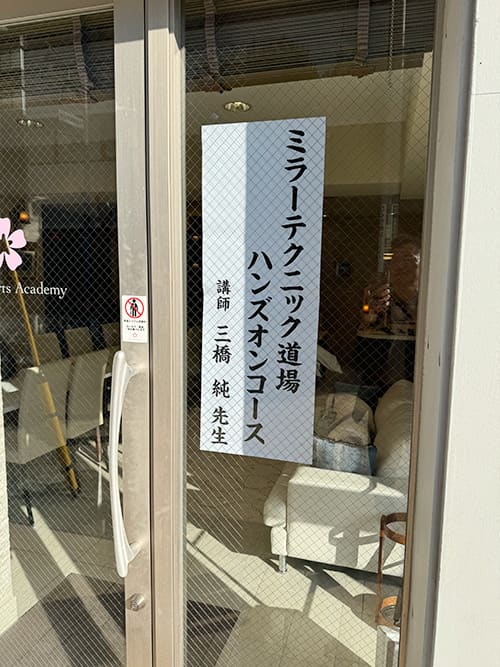 ミラーテクニック道場
ハンズオンコース
講師 三橋 純 先生
rts Academy